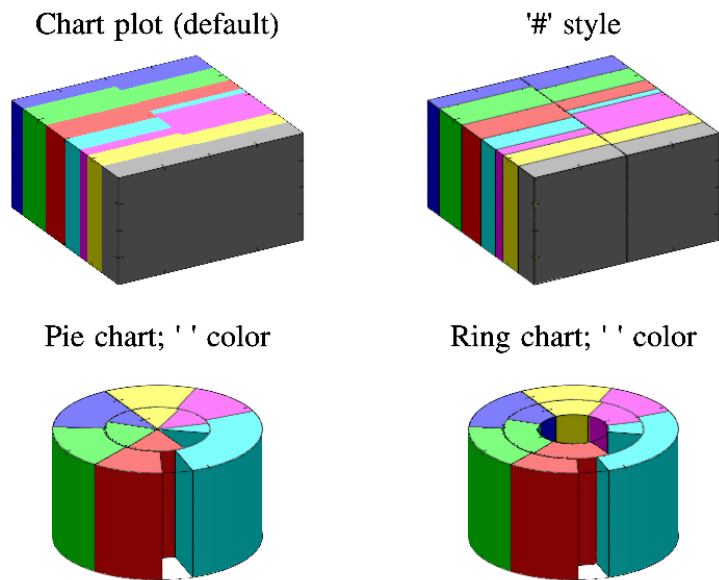 Chart plot (default)
'#' style
Pie chart; ' ' color
Ring chart; ' ' color